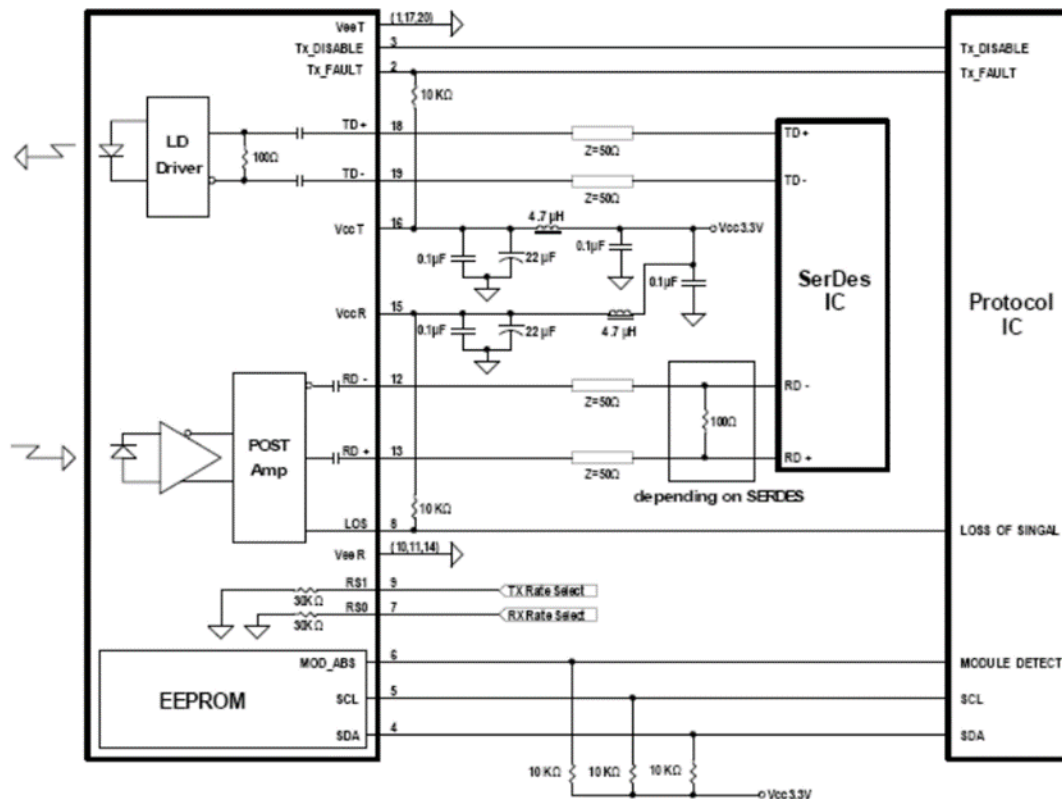 VeeT (1,17,20)
Tx_DISABLE 3 Tx_DISABLE
Tx_FAULT 2 Tx_FAULT
10 KΩ
LD
Driver
100Ω
TD+ 18 Z=50Ω TD+
TD- 19 Z=50Ω TD-
VccT 16 4.7 µH Vcc3.3V
0.1µF 22 µF 0.1µF 0.1µF
SerDes
IC
Protocol
IC
VccR 15 4.7 µH
0.1µF 22 µF
RD - 12 Z=50Ω RD -
100Ω
POST
Amp
RD + 13 Z=50Ω RD +
depending on SERDES
10 KΩ
LOS 8 LOSS OF SINGAL
VeeR (10,11,14)
RS1 9 TX Rate Select
30KΩ
RS0 7 RX Rate Select
30KΩ
MOD_ABS 6 MODULE DETECT
EEPROM
SCL 5 SCL
SDA 4 SDA
10 KΩ 10 KΩ 10 KΩ
Vcc3.3V